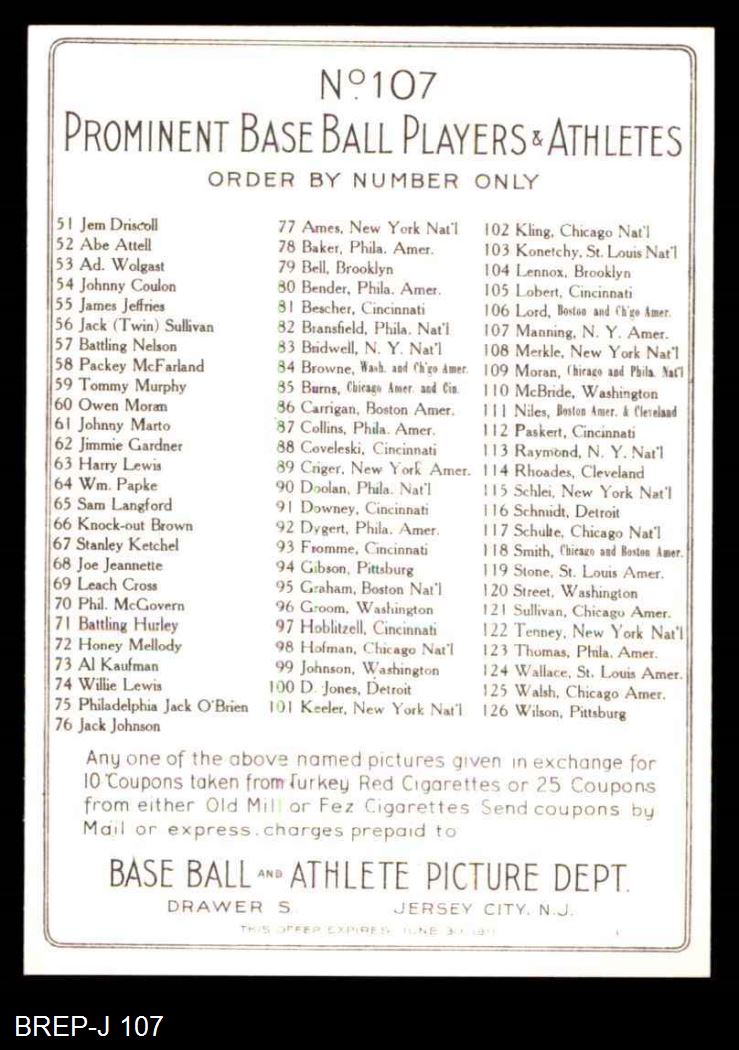 Nº 107
PROMINENT BASE BALL PLAYERS & ATHLETES
ORDER BY NUMBER ONLY
51 Jem Driscoll
52 Abe Attell
53 Ad. Wolgast
54 Johnny Coulon
55 James Jeffries
56 Jack (Twin) Sullivan
57 Battling Nelson
58 Packey McFarland
59 Tommy Murphy
60 Owen Moran
61 Johnny Marto
62 Jimmie Gardner
63 Harry Lewis
64 Wm. Papke
65 Sam Langford
66 Knock-out Brown
67 Stanley Ketchel
68 Joe Jeannette
69 Leach Cross
70 Phil. McGovern
71 Battling Hurley
72 Honey Mellody
73 Al Kaufman
74 Willie Lewis
75 Philadelphia Jack O'Brien
76 Jack Johnson
77 Ames, New York Nat'l
78 Baker, Phila. Amer.
79 Bell, Brooklyn
80 Bender, Phila. Amer.
81 Bescher, Cincinnati
82 Bransfield, Phila. Nat'l
83 Bridwell, N. Y. Nat'l
84 Browne, Wash. and Ch'go Amer.
85 Burns, Chicago Amer. and Cin.
86 Carrigan, Boston Amer.
87 Collins, Phila. Amer.
88 Coveleski, Cincinnati
89 Criger, New York Amer.
90 Doolan, Phila. Nat'l
91 Downey, Cincinnati
92 Dygert, Phila. Amer.
93 Fromme, Cincinnati
94 Gibson, Pittsburg
95 Graham, Boston Nat'l
96 Groom, Washington
97 Hoblitzell, Cincinnati
98 Hofman, Chicago Nat'l
99 Johnson, Washington
100 D. Jones, Detroit
101 Keeler, New York Nat'l
102 Kling, Chicago Nat'l
103 Konetchy, St. Louis Nat'l
104 Lennox, Brooklyn
105 Lobert, Cincinnati
106 Lord, Boston and Ch'go Amer.
107 Manning, N. Y. Amer.
108 Merkle, New York Nat'l
109 Moran, Chicago and Phila. Nat'l
110 McBride, Washington
111 Niles, Boston Amer. & Cleveland
112 Paskert, Cincinnati
113 Raymond, N. Y. Nat'l
114 Rhoades, Cleveland
115 Schlei, New York Nat'l
116 Schmidt, Detroit
117 Schulte, Chicago Nat'l
118 Smith, Chicago and Boston Amer.
119 Stone, St. Louis Amer.
120 Street, Washington
121 Sullivan, Chicago Amer.
122 Tenney, New York Nat'l
123 Thomas, Phila. Amer.
124 Wallace, St. Louis Amer.
125 Walsh, Chicago Amer.
126 Wilson, Pittsburg
Any one of the above named pictures given in exchange for
10 Coupons taken from Turkey Red Cigarettes or 25 Coupons
from either Old Mill or Fez Cigarettes Send coupons by
Mail or express. charges prepaid to
BASE BALL AND ATHLETE PICTURE DEPT.
DRAWER S. JERSEY CITY, N.J.
THIS OFFER EXPIRES JUNE 30, 1911
BREP-J 107